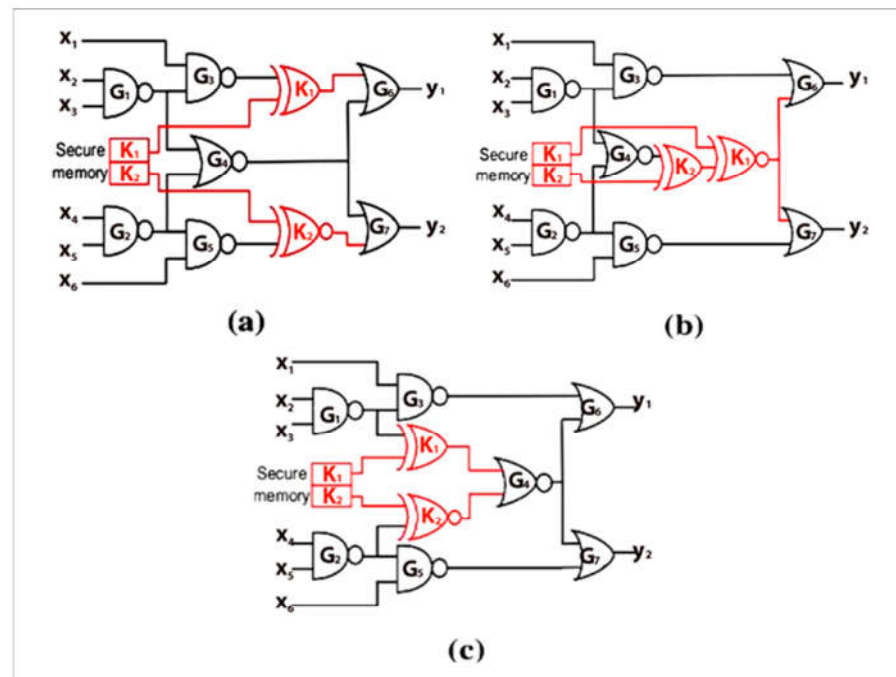 X₁
X₂
X₃
G₁
G₃
K₁
G₆
y₁
Secure K₁
memory K₂
G₄
X₄
X₅
G₂
G₅
K₂
G₇
y₂
X₆
(a)
X₁
X₂
X₃
G₁
G₃
G₆
y₁
Secure K₁
memory K₂
G₄
K₂
K₁
X₄
X₅
G₂
G₅
G₇
y₂
X₆
(b)
X₁
X₂
X₃
G₁
G₃
G₆
y₁
K₁
Secure K₁
memory K₂
G₄
K₂
X₄
X₅
G₂
G₅
G₇
y₂
X₆
(c)